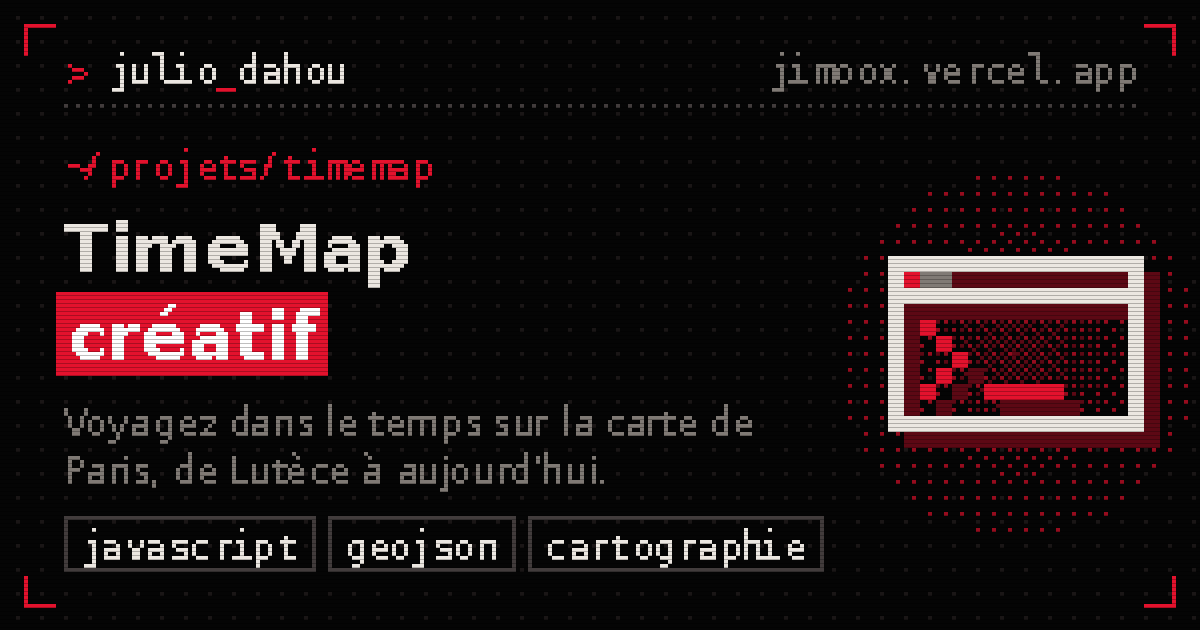 > julio_dahou
jimoox.vercel.app
~/projets/timemap
TimeMap
créatif
Voyagez dans le temps sur la carte de
Paris, de Lutèce à aujourd'hui.
javascript
geojson
cartographie